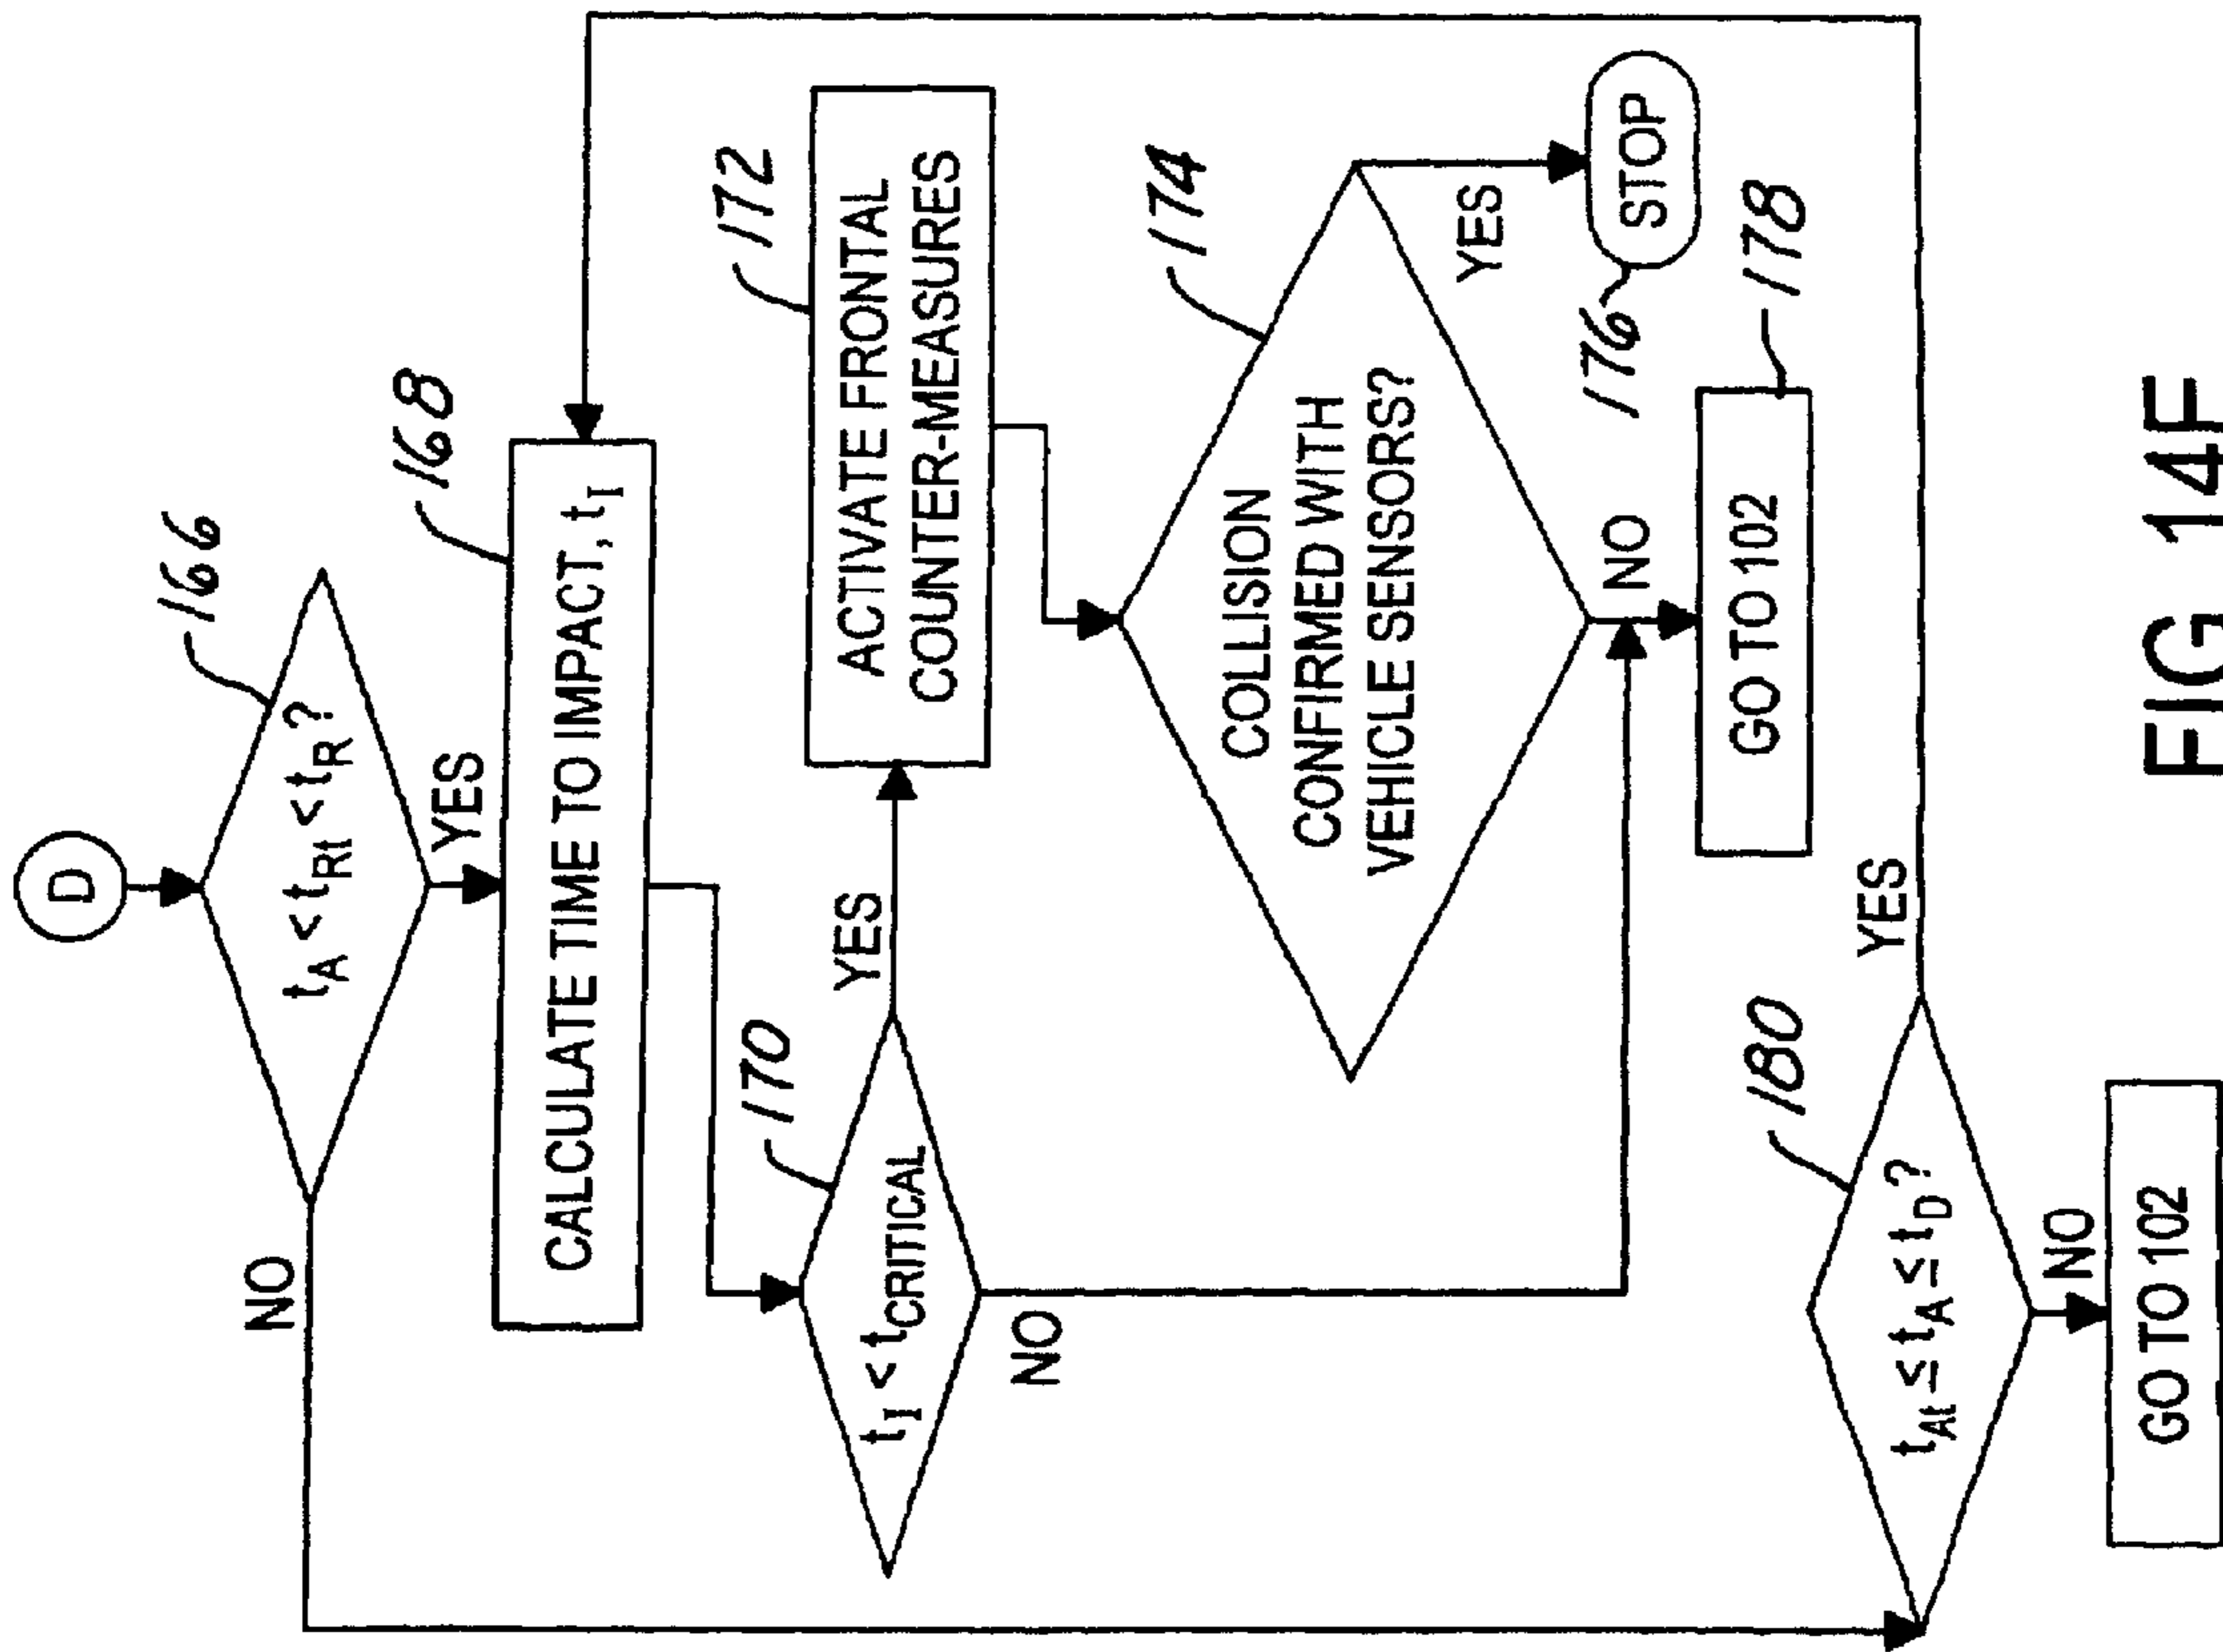 D
166
t_A < t_Rt < t_R ?
NO
YES
168
CALCULATE TIME TO IMPACT, t_I
170
t_I < t_CRITICAL
YES
NO
172
ACTIVATE FRONTAL
COUNTER-MEASURES
174
COLLISION
CONFIRMED WITH
VEHICLE SENSORS?
YES
176
STOP
NO
178
GO TO 102
180
t_At ≤ t_A ≤ t_D ?
YES
NO
GO TO 102
FIG 14F